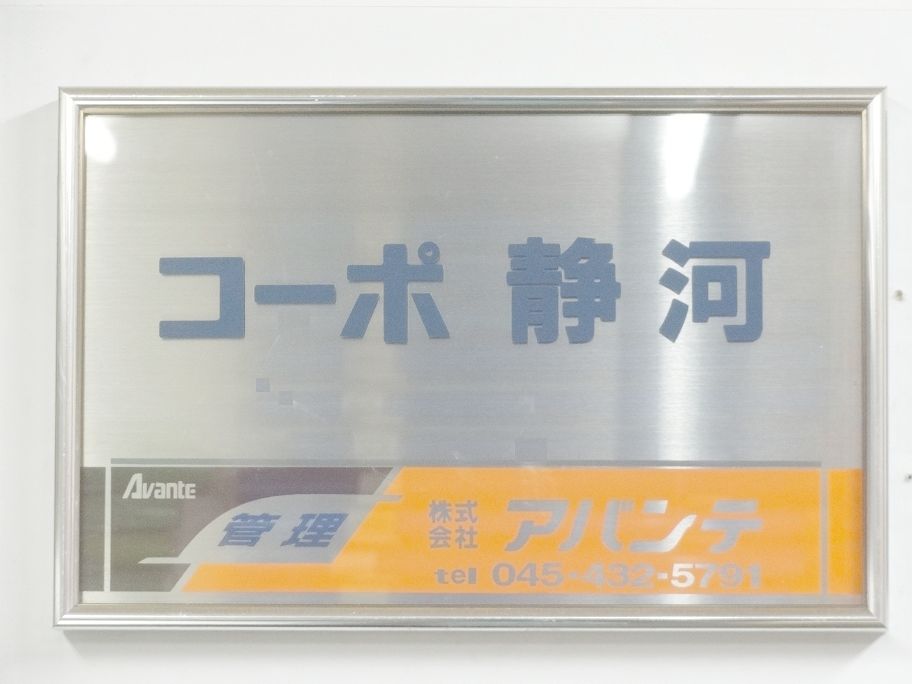 コーポ 静河
Avante
管理
株式
会社
アバンテ
tel 045-432-5791